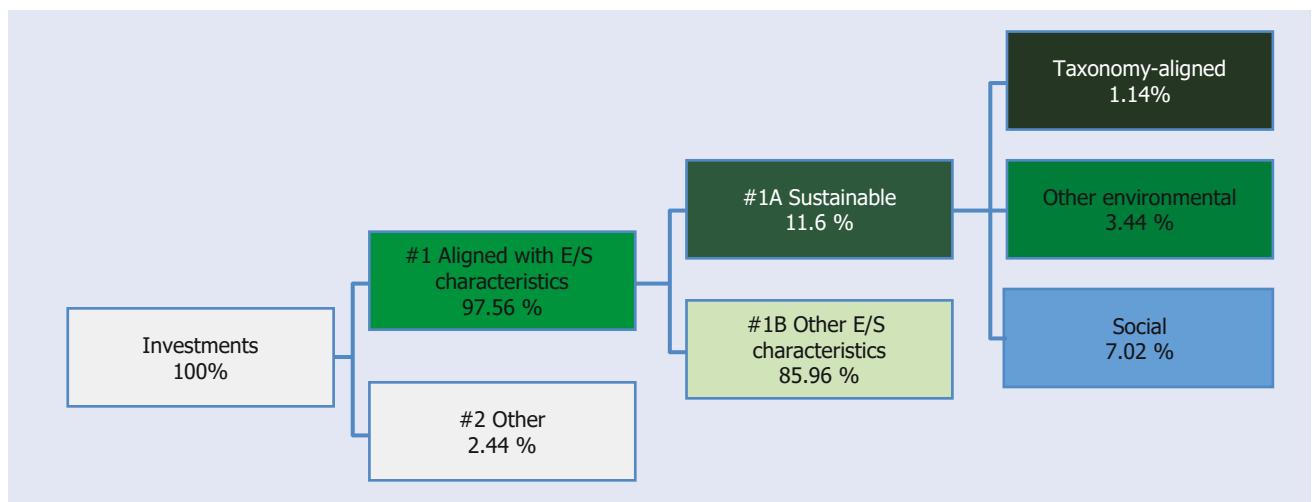 Investments
100%
#1 Aligned with E/S
characteristics
97.56 %
#2 Other
2.44 %
#1A Sustainable
11.6 %
#1B Other E/S
characteristics
85.96 %
Taxonomy-aligned
1.14%
Other environmental
3.44 %
Social
7.02 %